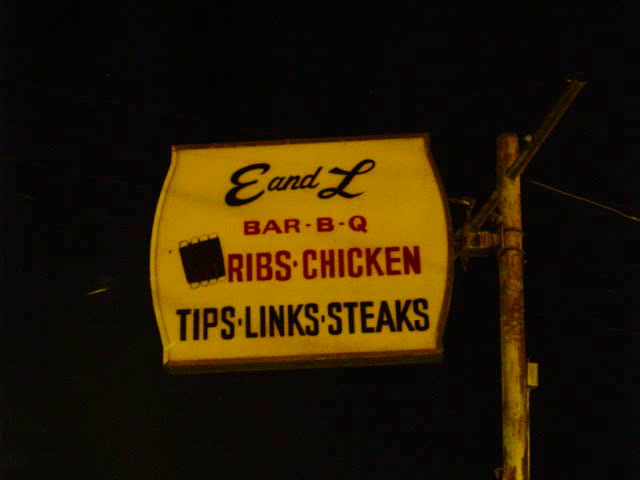 E and L
BAR-B-Q
RIBS·CHICKEN
TIPS·LINKS·STEAKS